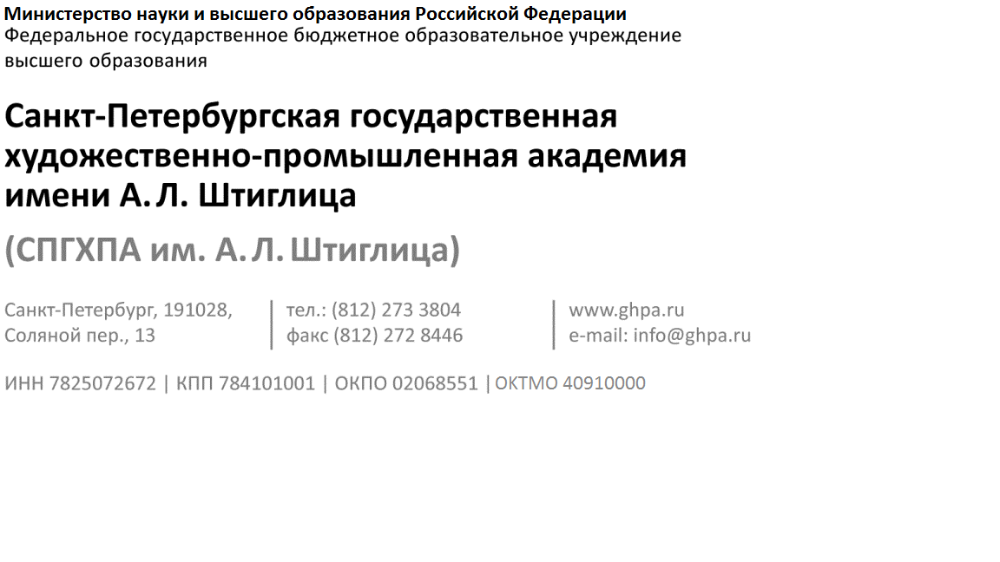 Министерство науки и высшего образования Российской Федерации
Федеральное государственное бюджетное образовательное учреждение
высшего образования
Санкт-Петербургская государственная
художественно-промышленная академия
имени А. Л. Штиглица
(СПГХПА им. А. Л. Штиглица)
Санкт-Петербург, 191028,
Соляной пер., 13
тел.: (812) 273 3804
факс (812) 272 8446
www.ghpa.ru
e-mail: info@ghpa.ru
ИНН 7825072672 | КПП 784101001 | ОКПО 02068551 | ОКТМО 40910000